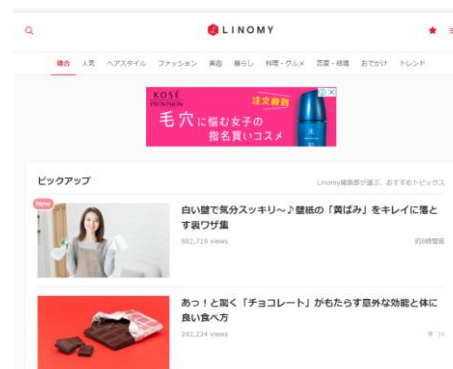 LINOMY
総合 人気 ヘアスタイル ファッション 美容 暮らし 料理・グルメ 恋愛・結婚 おでかけ トレンド
KOSÉ
PROVISION
注文殺到
毛穴に悩む女子の
指名買いコスメ
ピックアップ
Linomy編集部が選ぶ、おすすめトピックス
New
白い壁で気分スッキリ～♪壁紙の「黄ばみ」をキレイに落と
す裏ワザ集
882,719 views
約8時間前
あっ！と驚く「チョコレート」がもたらす意外な効能と体に
良い食べ方
242,234 views